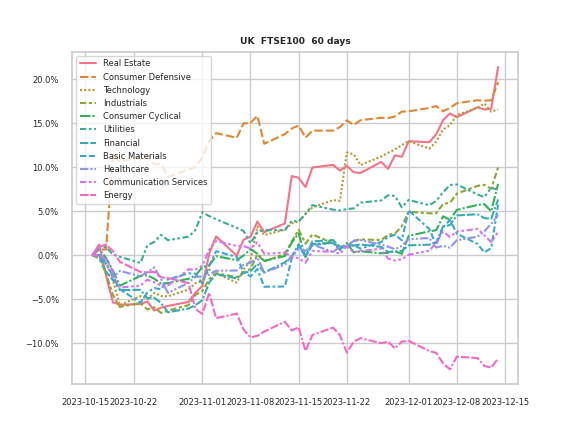 UK  FTSE100  60 days
Real Estate
Consumer Defensive
Technology
Industrials
Consumer Cyclical
Utilities
Financial
Basic Materials
Healthcare
Communication Services
Energy
20.0%
15.0%
10.0%
5.0%
0.0%
−5.0%
−10.0%
2023-10-15
2023-10-22
2023-11-01
2023-11-08
2023-11-15
2023-11-22
2023-12-01
2023-12-08
2023-12-15